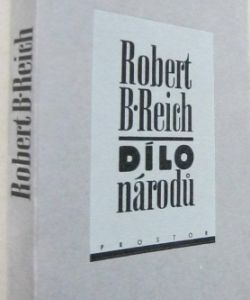 Robert B·Reich
Robert
B·Reich
DÍLO
národů
PROSTOR